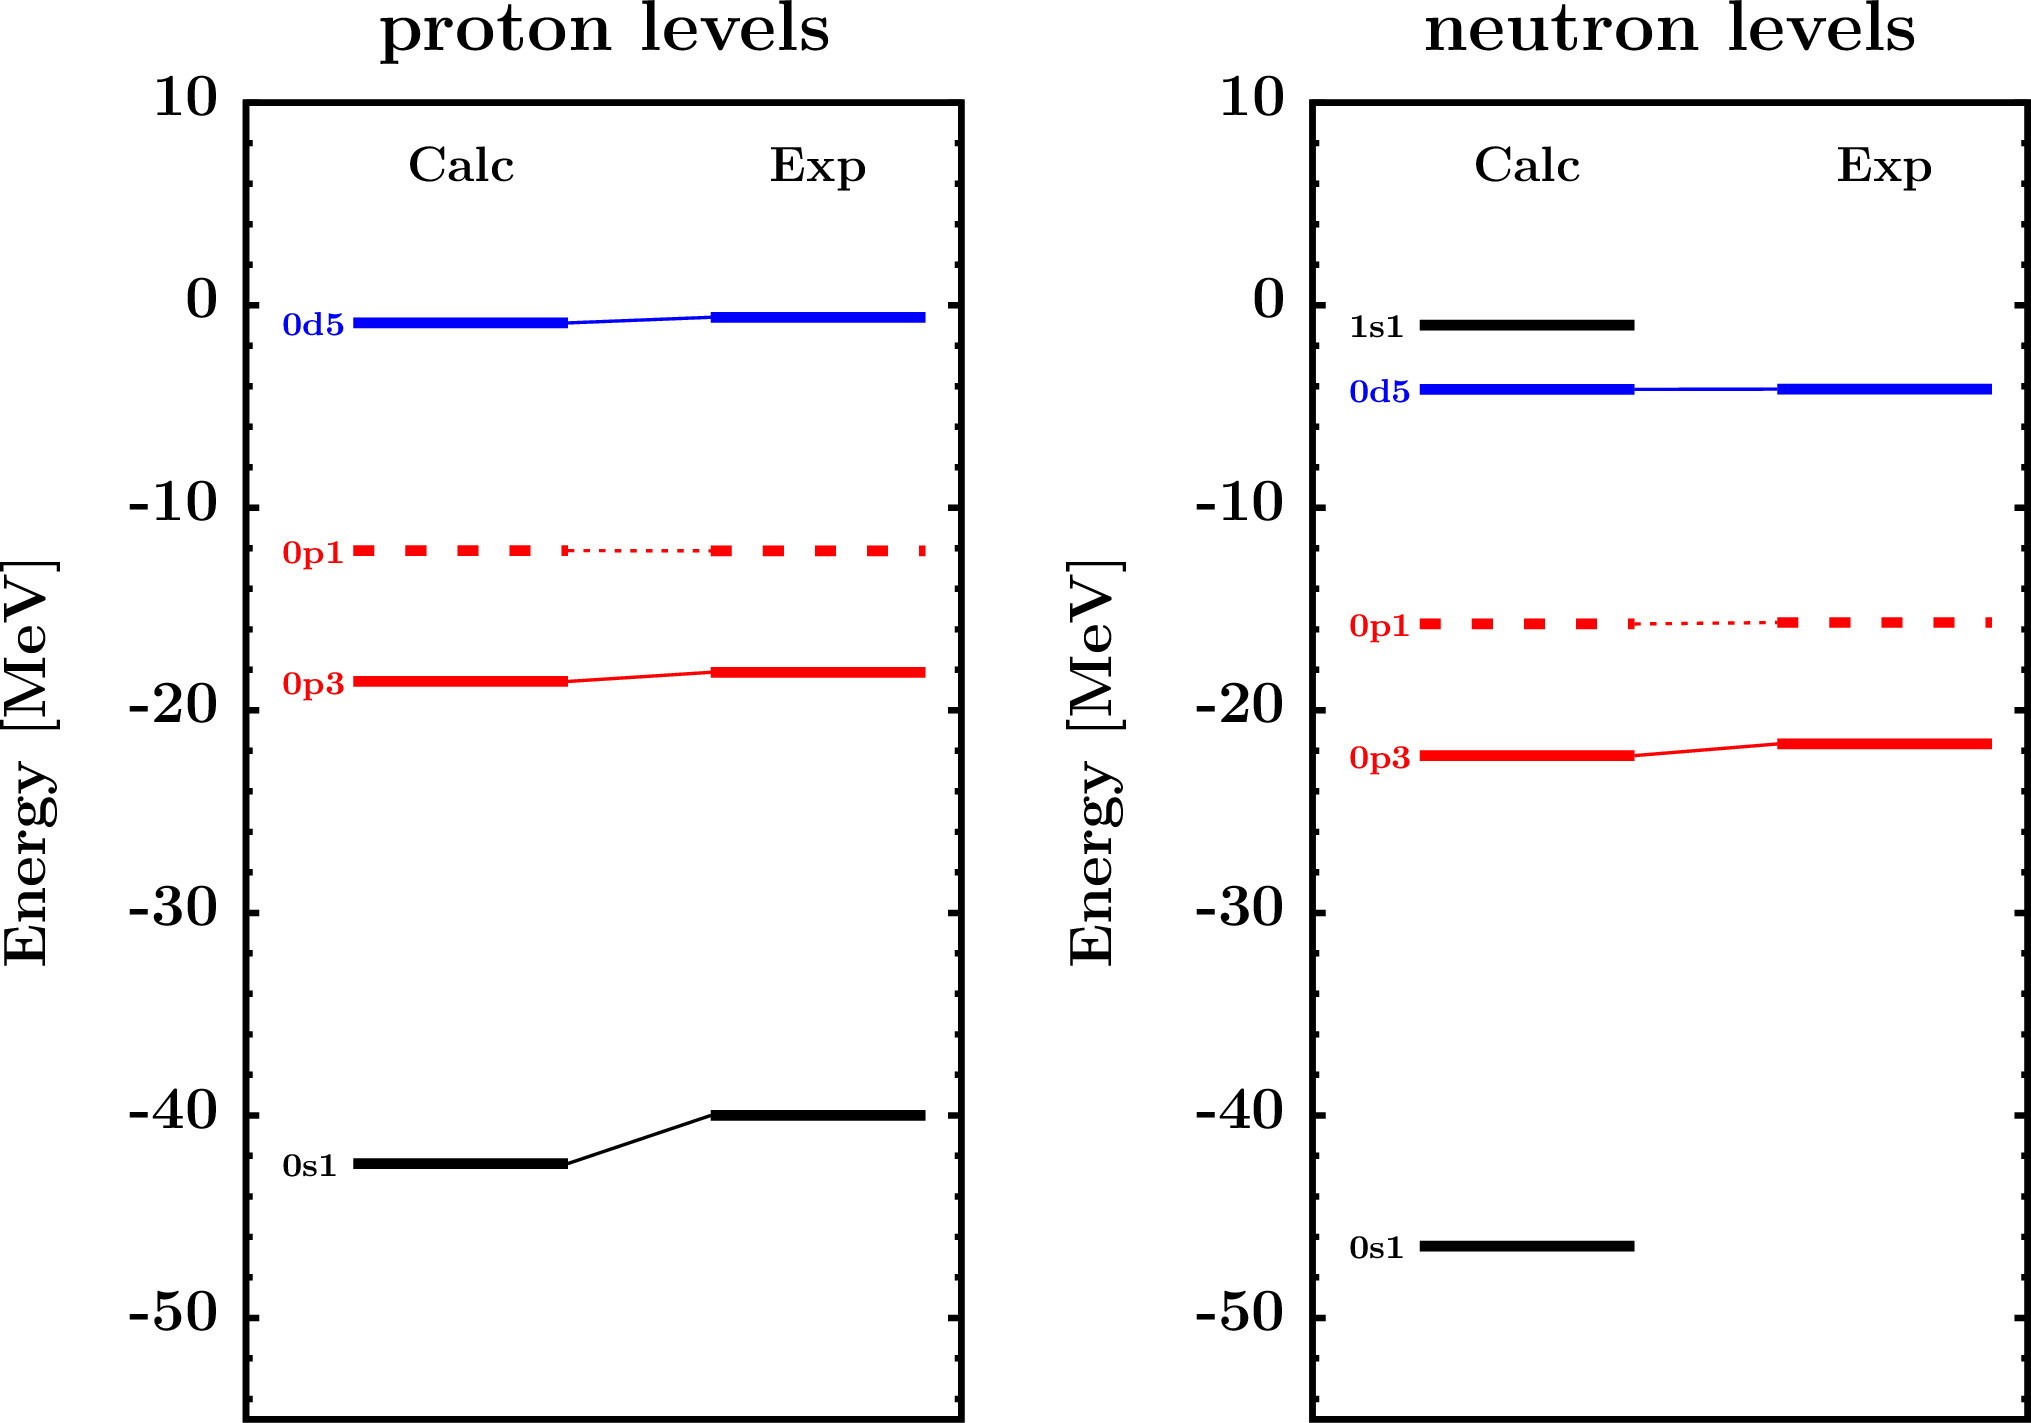 proton levels
10
0
-10
-20
-30
-40
-50
Energy [MeV]
Calc
Exp
0d5
0p1
0p3
0s1
neutron levels
10
0
-10
-20
-30
-40
-50
Energy [MeV]
Calc
Exp
1s1
0d5
0p1
0p3
0s1